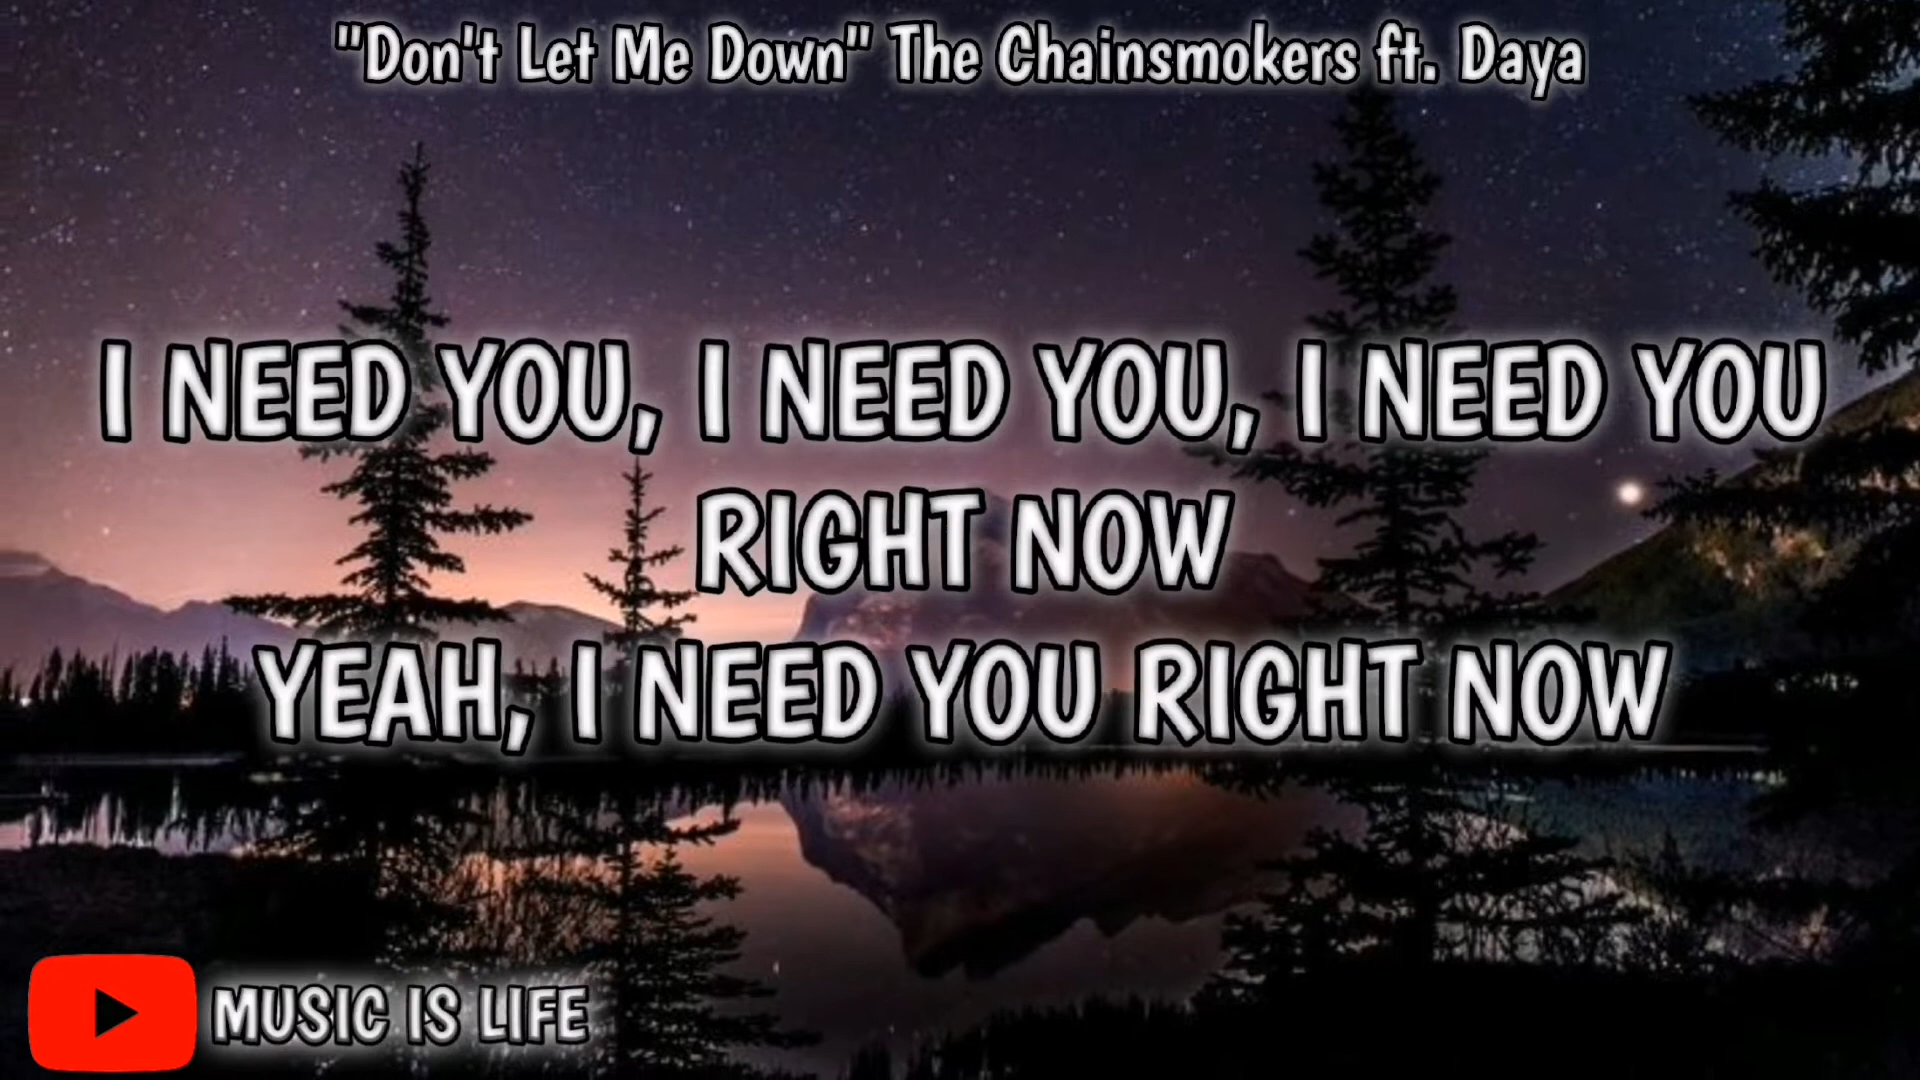 "Don't Let Me Down" The Chainsmokers ft. Daya
I NEED YOU, I NEED YOU, I NEED YOU
RIGHT NOW
YEAH, I NEED YOU RIGHT NOW
MUSIC IS LIFE